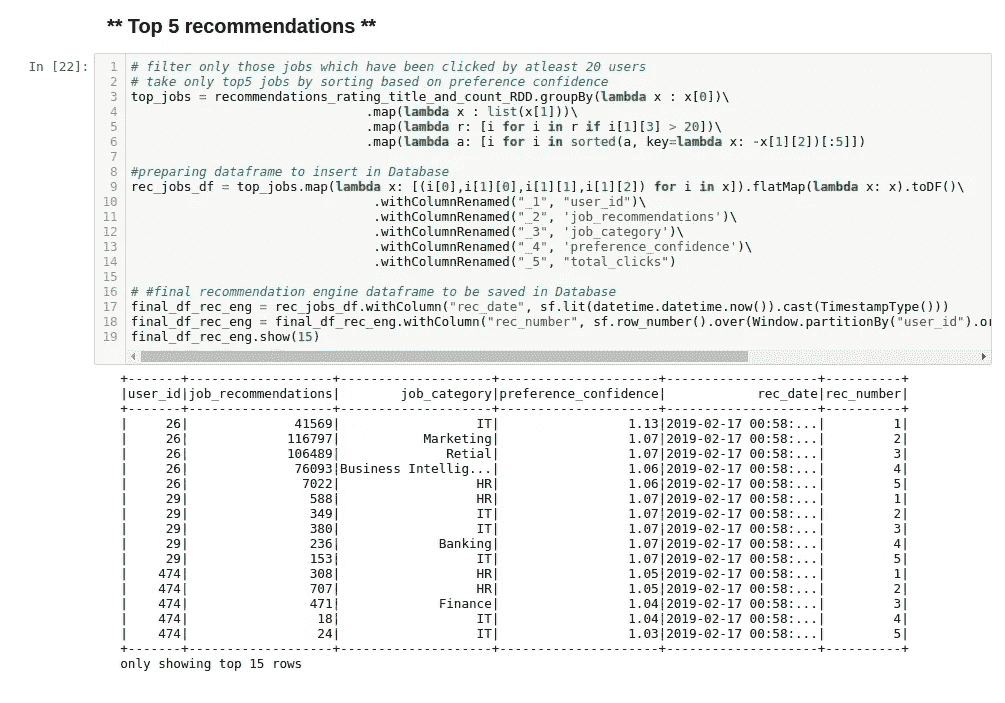 ** Top 5 recommendations **
In [22]:
1 # filter only those jobs which have been clicked by atleast 20 users
2 # take only top5 jobs by sorting based on preference confidence
3 top_jobs = recommendations_rating_title_and_count_RDD.groupBy(lambda x : x[0])\
4                               .map(lambda x : list(x[1]))\
5                               .map(lambda r: [i for i in r if i[1][3] > 20])\
6                               .map(lambda a: [i for i in sorted(a, key=lambda x: -x[1][2])[:5]])
7
8 #preparing dataframe to insert in Database
9 rec_jobs_df = top_jobs.map(lambda x: [(i[0],i[1][0],i[1][1],i[1][2]) for i in x]).flatMap(lambda x: x).toDF()\
10                                .withColumnRenamed("_1", "user_id")\
11                                .withColumnRenamed("_2", 'job_recommendations')\
12                                .withColumnRenamed("_3", 'job_category')\
13                                .withColumnRenamed("_4", 'preference_confidence')\
14                                .withColumnRenamed("_5", "total_clicks")
15
16 # #final recommendation engine dataframe to be saved in Database
17 final_df_rec_eng = rec_jobs_df.withColumn("rec_date", sf.lit(datetime.datetime.now()).cast(TimestampType()))
18 final_df_rec_eng = final_df_rec_eng.withColumn("rec_number", sf.row_number().over(Window.partitionBy("user_id").or
19 final_df_rec_eng.show(15)
+-------+-------------------+--------------------+---------------------+--------------------+----------+
|user_id|job_recommendations|        job_category|preference_confidence|            rec_date|rec_number|
+-------+-------------------+--------------------+---------------------+--------------------+----------+
|     26|              41569|                  IT|                 1.13|2019-02-17 00:58:...|         1|
|     26|             116797|           Marketing|                 1.07|2019-02-17 00:58:...|         2|
|     26|             106489|              Retial|                 1.07|2019-02-17 00:58:...|         3|
|     26|              76093|Business Intellig...|                 1.06|2019-02-17 00:58:...|         4|
|     26|               7022|                  HR|                 1.06|2019-02-17 00:58:...|         5|
|     29|                588|                  HR|                 1.07|2019-02-17 00:58:...|         1|
|     29|                349|                  IT|                 1.07|2019-02-17 00:58:...|         2|
|     29|                380|                  IT|                 1.07|2019-02-17 00:58:...|         3|
|     29|                236|             Banking|                 1.07|2019-02-17 00:58:...|         4|
|     29|                153|                  IT|                 1.07|2019-02-17 00:58:...|         5|
|    474|                308|                  HR|                 1.05|2019-02-17 00:58:...|         1|
|    474|                707|                  HR|                 1.05|2019-02-17 00:58:...|         2|
|    474|                471|             Finance|                 1.04|2019-02-17 00:58:...|         3|
|    474|                 18|                  IT|                 1.04|2019-02-17 00:58:...|         4|
|    474|                 24|                  IT|                 1.03|2019-02-17 00:58:...|         5|
+-------+-------------------+--------------------+---------------------+--------------------+----------+
only showing top 15 rows